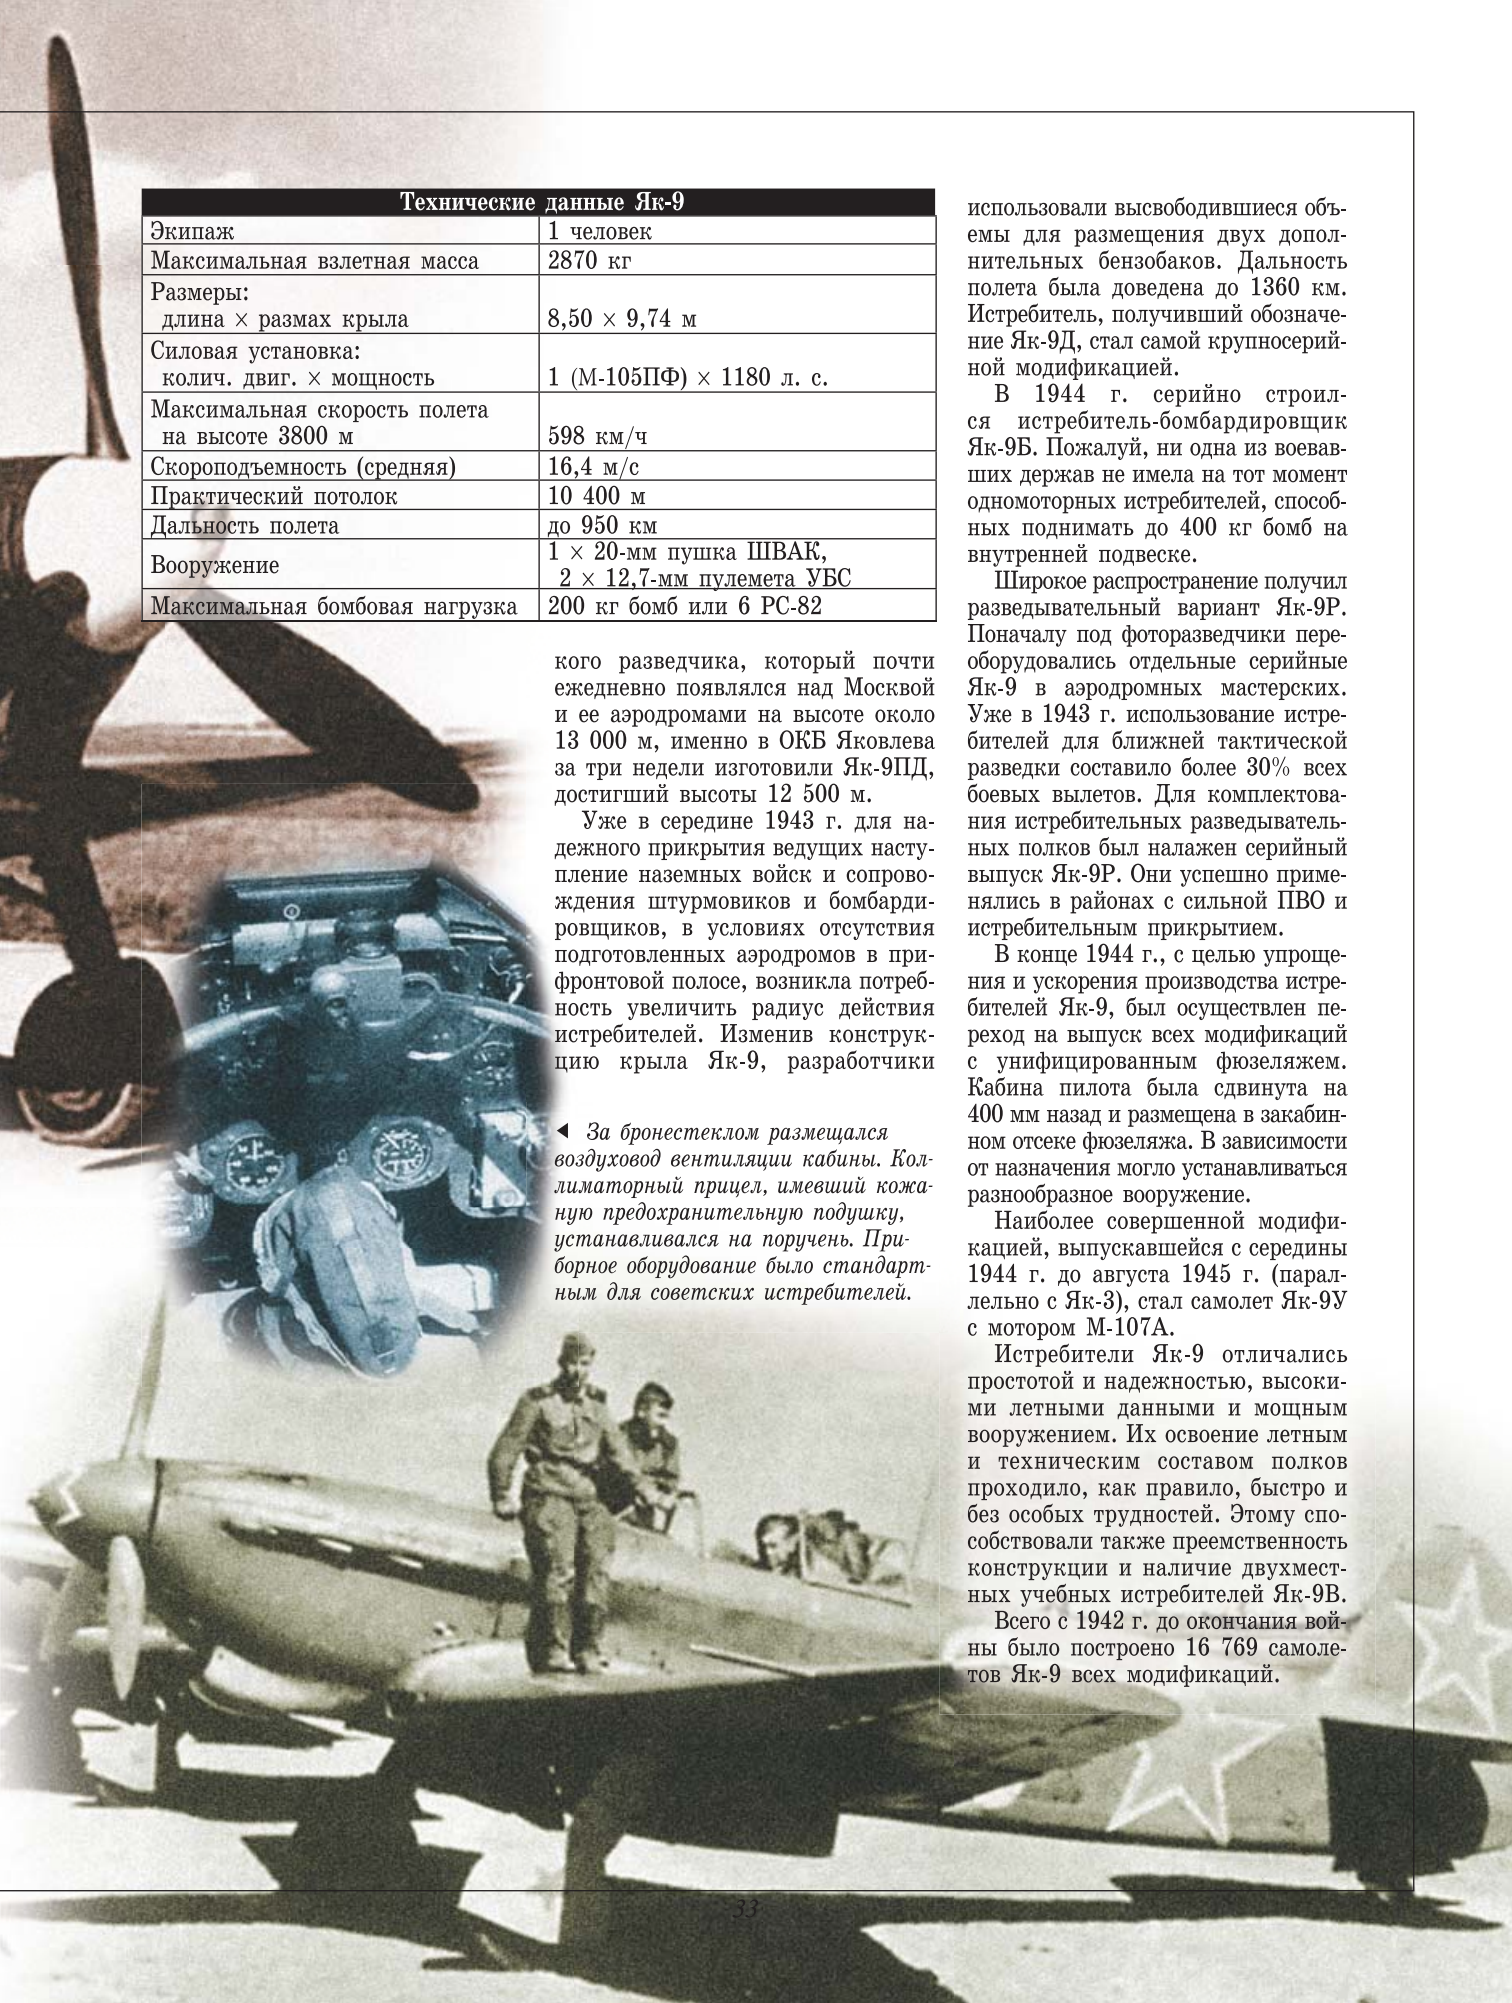 Технические данные Як-9
Экипаж 1 человек
Максимальная взлетная масса 2870 кг
Размеры:
длина × размах крыла 8,50 × 9,74 м
Силовая установка:
колич. двиг. × мощность 1 (М-105ПФ) × 1180 л. с.
Максимальная скорость полета
на высоте 3800 м 598 км/ч
Скороподъемность (средняя) 16,4 м/с
Практический потолок 10 400 м
Дальность полета до 950 км
Вооружение 1 × 20-мм пушка ШВАК,
2 × 12,7-мм пулемета УБС
Максимальная бомбовая нагрузка 200 кг бомб или 6 РС-82
кого разведчика, который почти
ежедневно появлялся над Москвой
и ее аэродромами на высоте около
13 000 м, именно в ОКБ Яковлева
за три недели изготовили Як-9ПД,
достигший высоты 12 500 м.
Уже в середине 1943 г. для на-
дежного прикрытия ведущих насту-
пление наземных войск и сопрово-
ждения штурмовиков и бомбарди-
ровщиков, в условиях отсутствия
подготовленных аэродромов в при-
фронтовой полосе, возникла потреб-
ность увеличить радиус действия
истребителей. Изменив конструк-
цию крыла Як-9, разработчики
◄ За бронестеклом размещался
воздуховод вентиляции кабины. Кол-
лиматорный прицел, имевший кожа-
ную предохранительную подушку,
устанавливался на поручень. При-
борное оборудование было стандарт-
ным для советских истребителей.
использовали высвободившиеся объ-
емы для размещения двух допол-
нительных бензобаков. Дальность
полета была доведена до 1360 км.
Истребитель, получивший обозначе-
ние Як-9Д, стал самой крупносерий-
ной модификацией.
В 1944 г. серийно строил-
ся истребитель-бомбардировщик
Як-9Б. Пожалуй, ни одна из воевав-
ших держав не имела на тот момент
одномоторных истребителей, способ-
ных поднимать до 400 кг бомб на
внутренней подвеске.
Широкое распространение получил
разведывательный вариант Як-9Р.
Поначалу под фоторазведчики пере-
оборудовались отдельные серийные
Як-9 в аэродромных мастерских.
Уже в 1943 г. использование истре-
бителей для ближней тактической
разведки составило более 30% всех
боевых вылетов. Для комплектова-
ния истребительных разведыватель-
ных полков был налажен серийный
выпуск Як-9Р. Они успешно приме-
нялись в районах с сильной ПВО и
истребительным прикрытием.
В конце 1944 г., с целью упроще-
ния и ускорения производства истре-
бителей Як-9, был осуществлен пе-
реход на выпуск всех модификаций
с унифицированным фюзеляжем.
Кабина пилота была сдвинута на
400 мм назад и размещена в закабин-
ном отсеке фюзеляжа. В зависимости
от назначения могло устанавливаться
разнообразное вооружение.
Наиболее совершенной модифи-
кацией, выпускавшейся с середины
1944 г. до августа 1945 г. (парал-
лельно с Як-3), стал самолет Як-9У
с мотором М-107А.
Истребители Як-9 отличались
простотой и надежностью, высоки-
ми летными данными и мощным
вооружением. Их освоение летным
и техническим составом полков
проходило, как правило, быстро и
без особых трудностей. Этому спо-
собствовали также преемственность
конструкции и наличие двухмест-
ных учебных истребителей Як-9В.
Всего с 1942 г. до окончания вой-
ны было построено 16 769 самоле-
тов Як-9 всех модификаций.
33